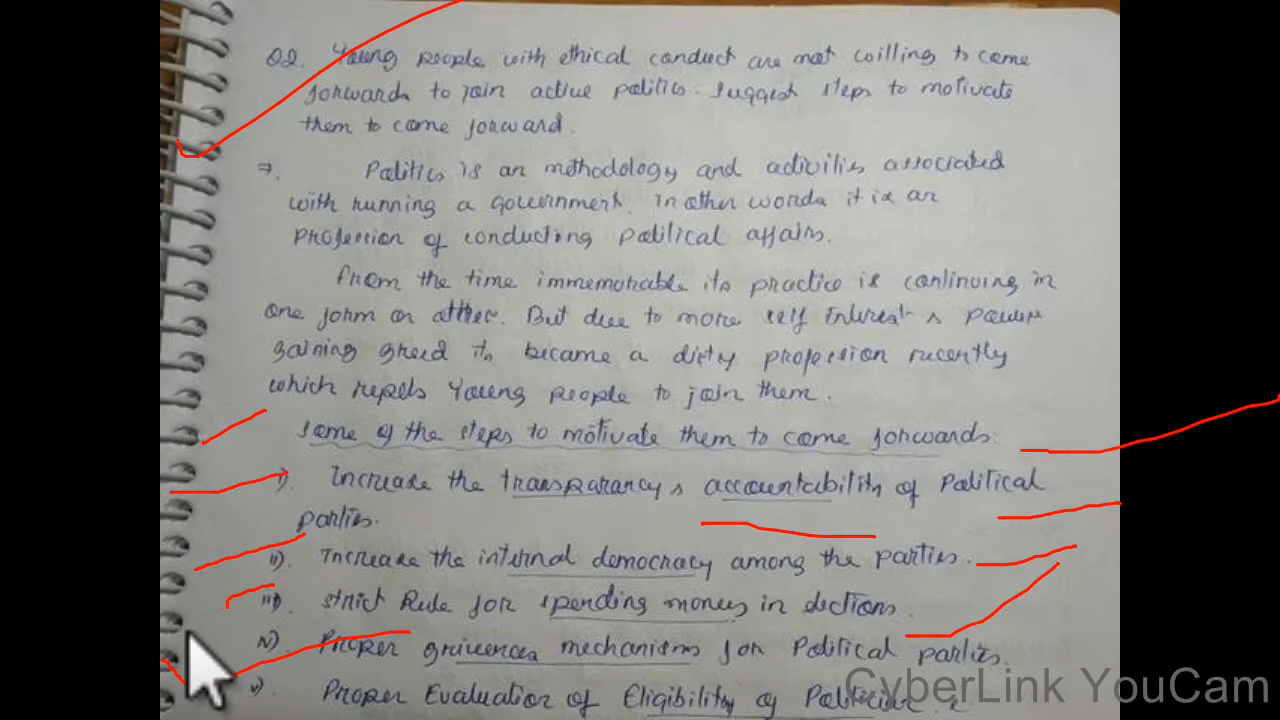 Q2. Young people with ethical conduct are not willing to come
forwards to join active politics. Suggest steps to motivate
them to come forward.
⇒. Politics is an methodology and activities associated
with running a government. In other words it is an
profession of conducting political affairs.
From the time immemorable its practice is continuing in
one form or other. But due to more self interest & power
gaining greed its became a dirty profession recently
which repels young people to join them.
Some of the steps to motivate them to come forwards:
i). Increase the transparancy & accountability of Political
parties.
ii). Increase the internal democracy among the parties.
iii). Strict Rule for spending money in elections.
iv). Proper grivences mechanisms for Political parties.
v). Proper Evaluation of Eligibility of
CyberLink YouCam